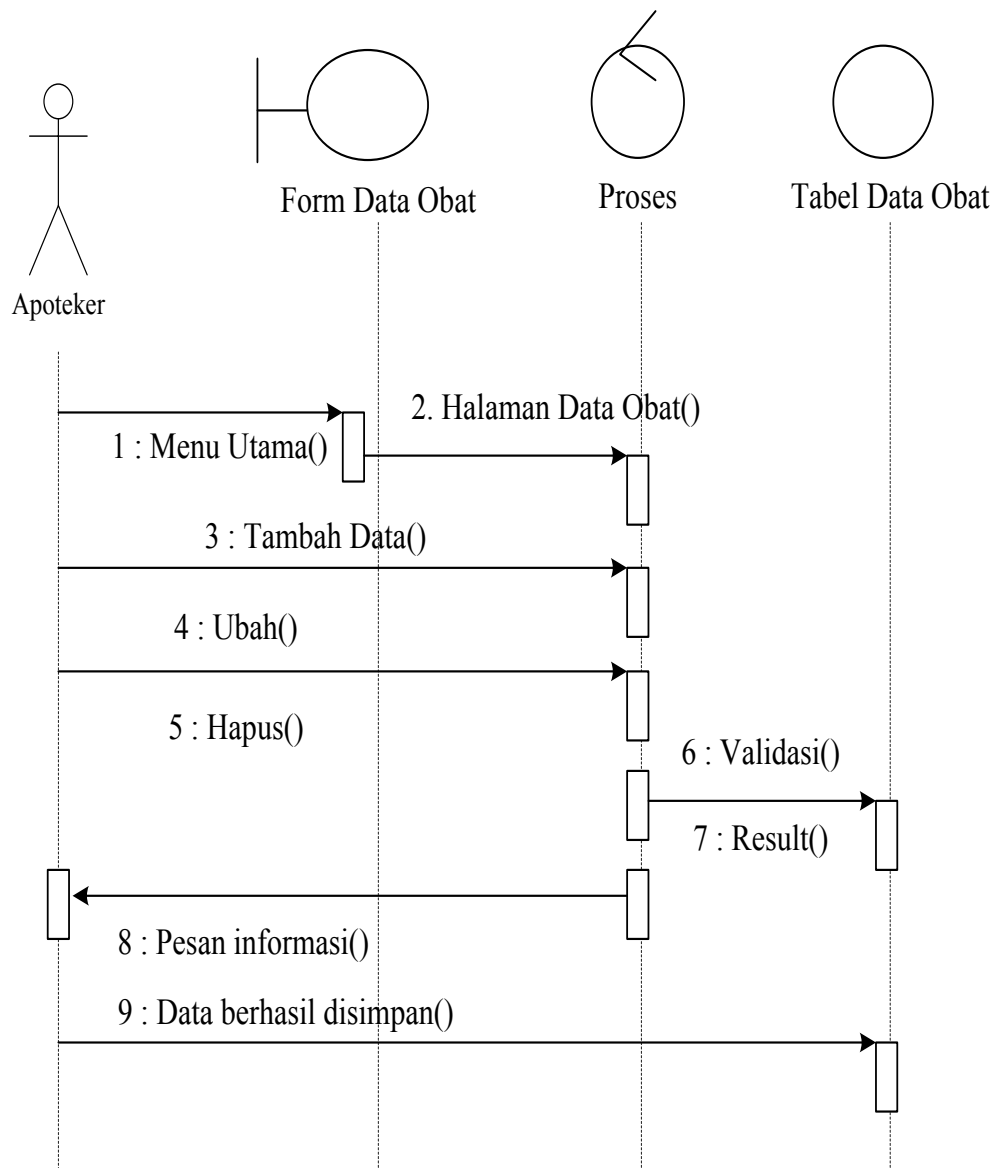 Form Data Obat
Proses
Tabel Data Obat
Apoteker
2. Halaman Data Obat()
1 : Menu Utama()
3 : Tambah Data()
4 : Ubah()
5 : Hapus()
6 : Validasi()
7 : Result()
8 : Pesan informasi()
9 : Data berhasil disimpan()